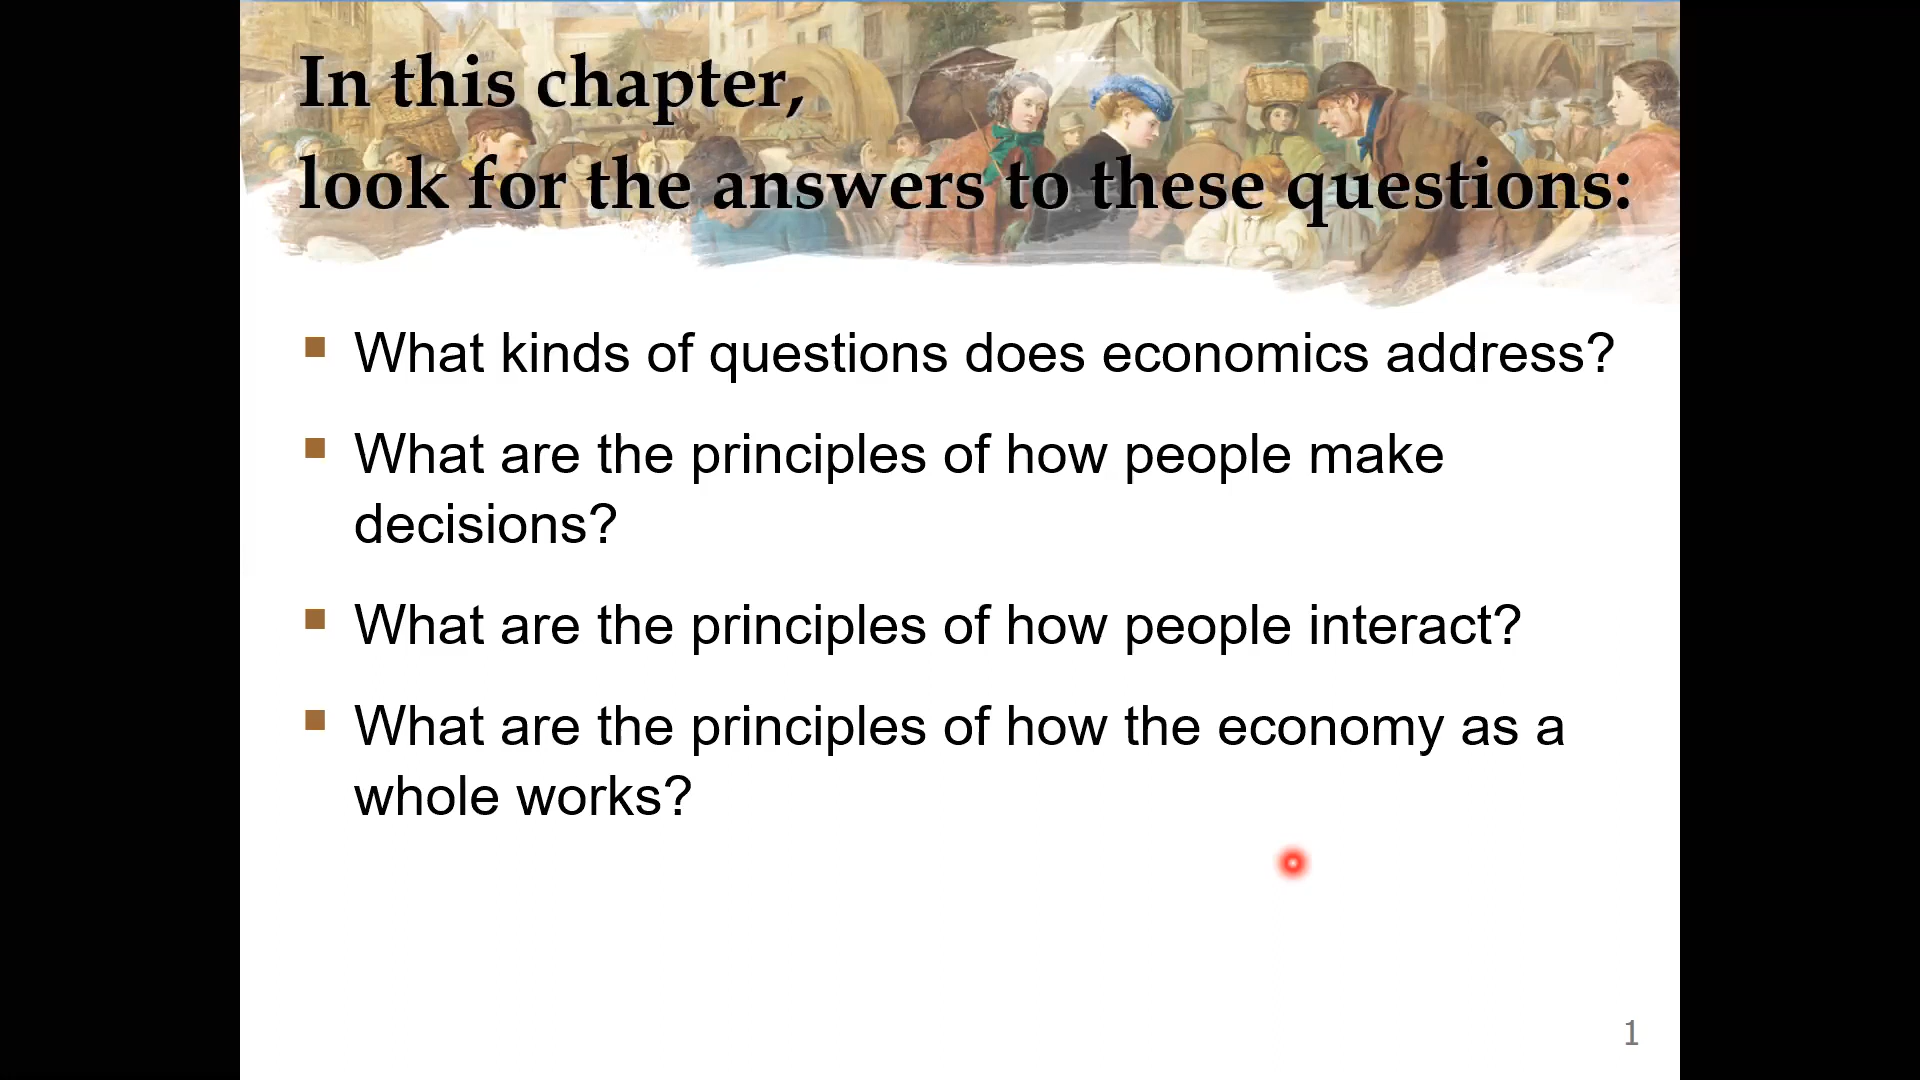 In this chapter,
look for the answers to these questions:
What kinds of questions does economics address?
What are the principles of how people make
decisions?
What are the principles of how people interact?
What are the principles of how the economy as a
whole works?
1